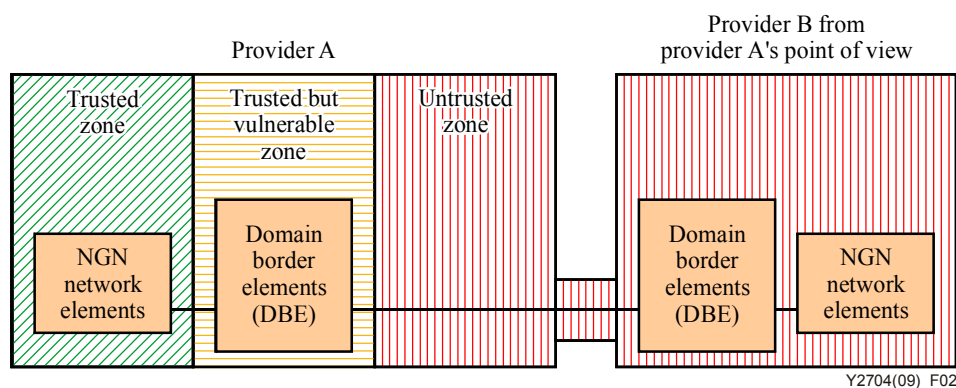 Provider A
Provider B from
provider A's point of view
Trusted
zone
Trusted but
vulnerable
zone
Untrusted
zone
NGN
network
elements
Domain
border
elements
(DBE)
Domain
border
elements
(DBE)
NGN
network
elements
Y2704(09)_F02